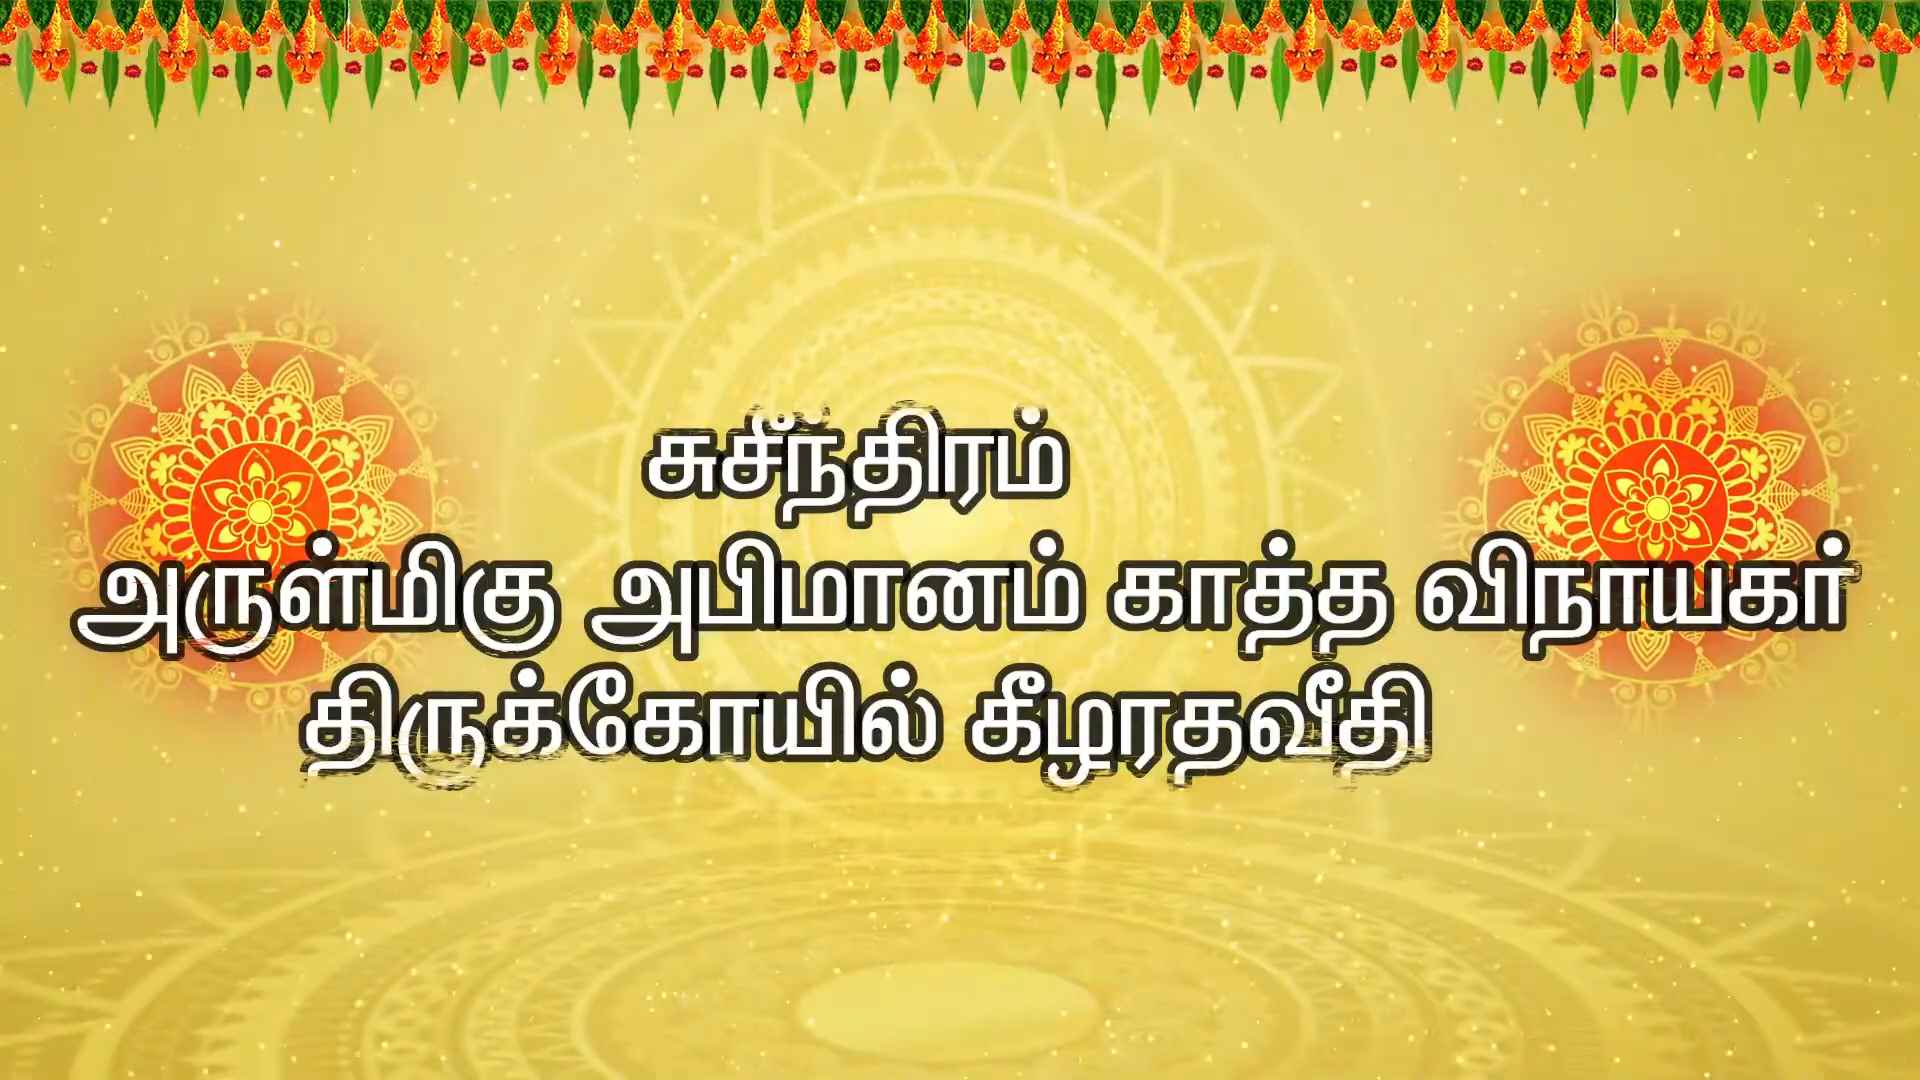 சுசீந்திரம்
அருள்மிகு அபிமானம் காத்த விநாயகர்
திருக்கோயில் கீழரதவீதி